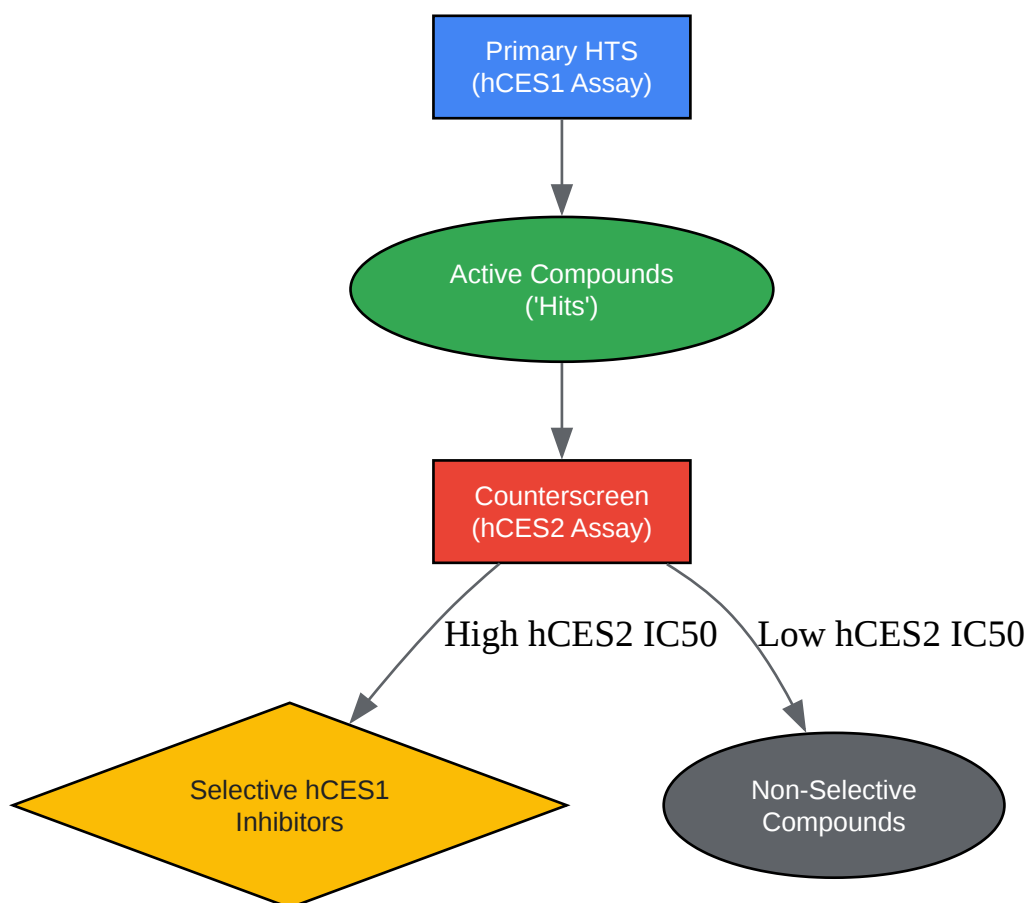 Primary HTS
(hCES1 Assay)
Active Compounds
('Hits')
Counterscreen
(hCES2 Assay)
High hCES2 IC50
Low hCES2 IC50
Selective hCES1
Inhibitors
Non-Selective
Compounds